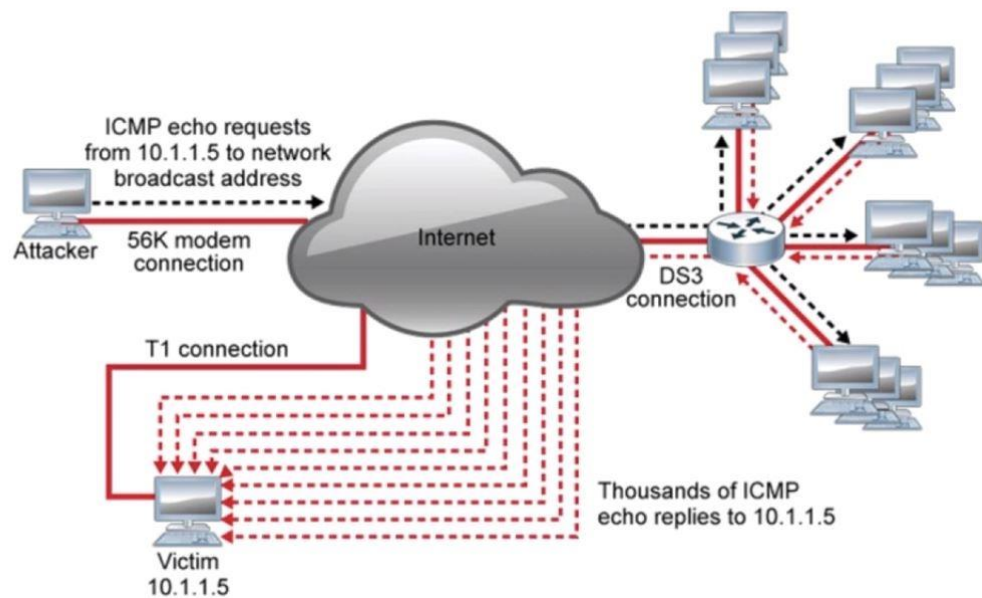 ICMP echo requests
from 10.1.1.5 to network
broadcast address
Attacker
56K modem
connection
Internet
DS3
connection
T1 connection
Thousands of ICMP
echo replies to 10.1.1.5
Victim
10.1.1.5